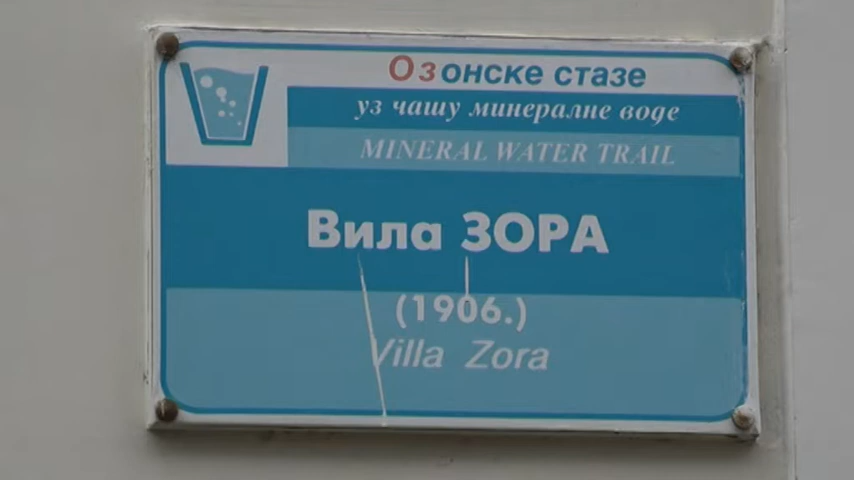 Озонске стазе
уз чашу минералне воде
MINERAL WATER TRAIL
Вила ЗОРА
(1906.)
Villa Zora